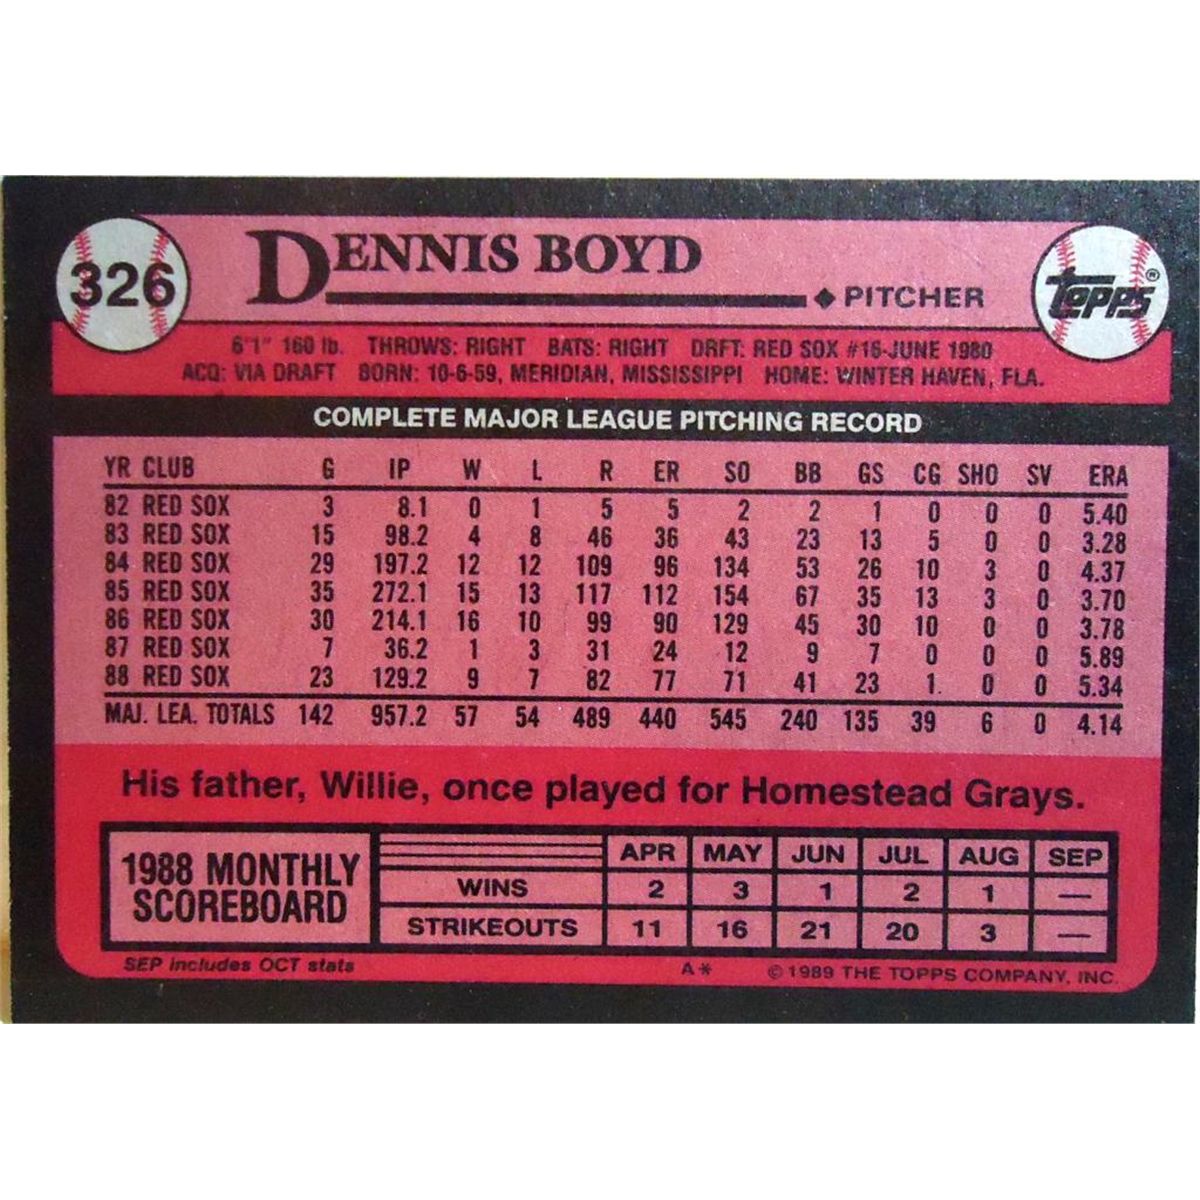 326
DENNIS BOYD
PITCHER
TOPPS®
6'1" 160 lb. THROWS: RIGHT BATS: RIGHT DRFT: RED SOX #16-JUNE 1980
ACQ: VIA DRAFT BORN: 10-6-59, MERIDIAN, MISSISSIPPI HOME: WINTER HAVEN, FLA.
COMPLETE MAJOR LEAGUE PITCHING RECORD
YR CLUB G IP W L R ER SO BB GS CG SHO SV ERA
82 RED SOX 3 8.1 0 1 5 5 2 2 1 0 0 0 5.40
83 RED SOX 15 98.2 4 8 46 36 43 23 13 5 0 0 3.28
84 RED SOX 29 197.2 12 12 109 96 134 53 26 10 3 0 4.37
85 RED SOX 35 272.1 15 13 117 112 154 67 35 13 3 0 3.70
86 RED SOX 30 214.1 16 10 99 90 129 45 30 10 0 0 3.78
87 RED SOX 7 36.2 1 3 31 24 12 9 7 0 0 0 5.89
88 RED SOX 23 129.2 9 7 82 77 71 41 23 1 0 0 5.34
MAJ. LEA. TOTALS 142 957.2 57 54 489 440 545 240 135 39 6 0 4.14
His father, Willie, once played for Homestead Grays.
1988 MONTHLY
SCOREBOARD
APR MAY JUN JUL AUG SEP
WINS 2 3 1 2 1 —
STRIKEOUTS 11 16 21 20 3 —
SEP includes OCT stats
A*
© 1989 THE TOPPS COMPANY, INC.